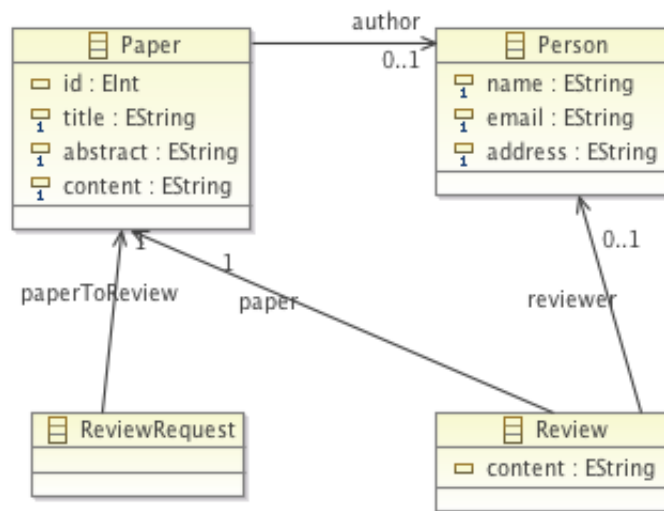 author
Paper
Person
0..1
id : EInt
title : EString
abstract : EString
content : EString
name : EString
email : EString
address : EString
1
1
0..1
paperToReview
paper
reviewer
ReviewRequest
Review
content : EString